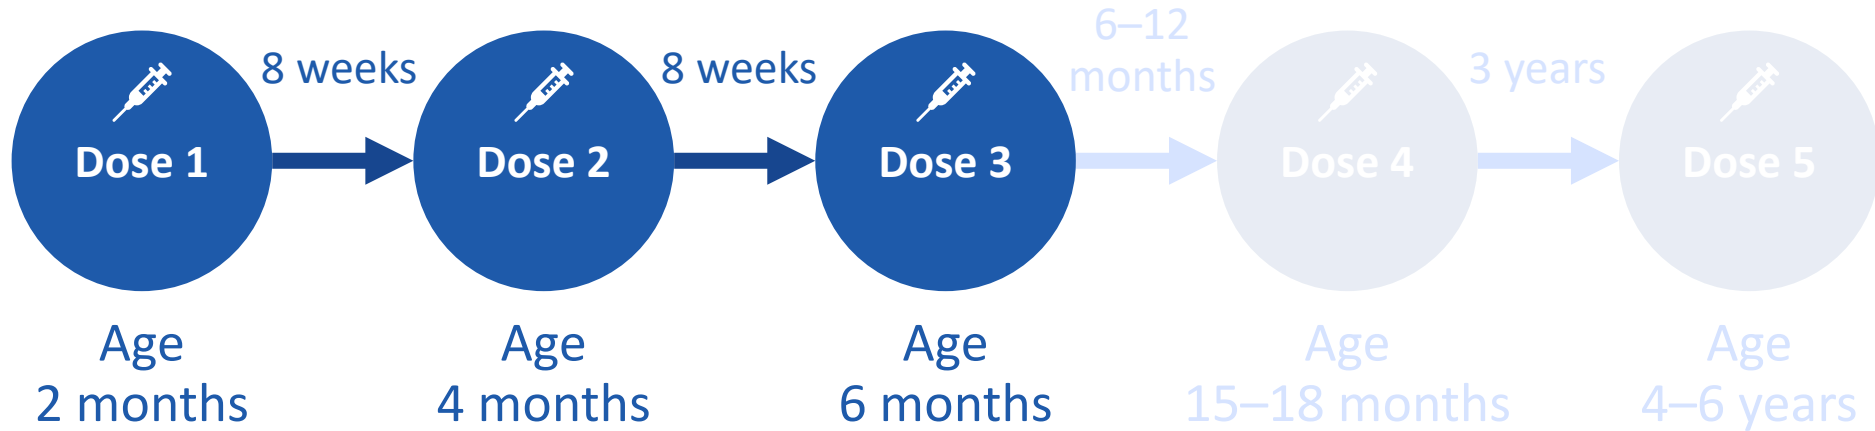 8 weeks
8 weeks
6–12
months
3 years
Dose 1
Dose 2
Dose 3
Dose 4
Dose 5
Age
2 months
Age
4 months
Age
6 months
Age
15–18 months
Age
4–6 years